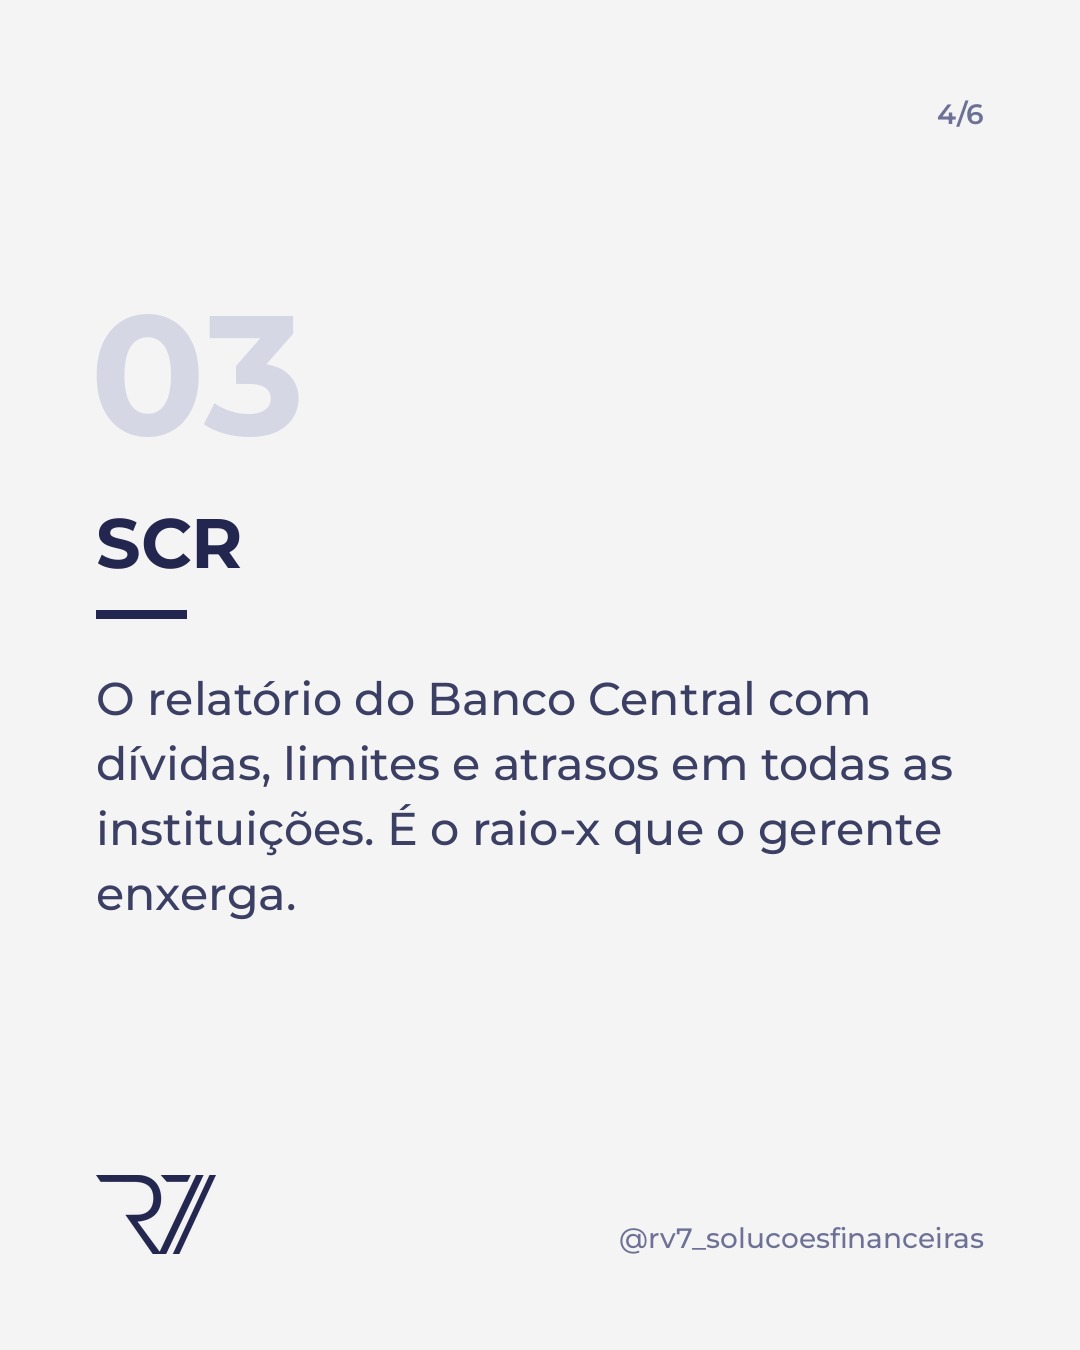 4/6
03
SCR
O relatório do Banco Central com
dívidas, limites e atrasos em todas as
instituições. É o raio-x que o gerente
enxerga.
RV7
@rv7_solucoesfinanceiras